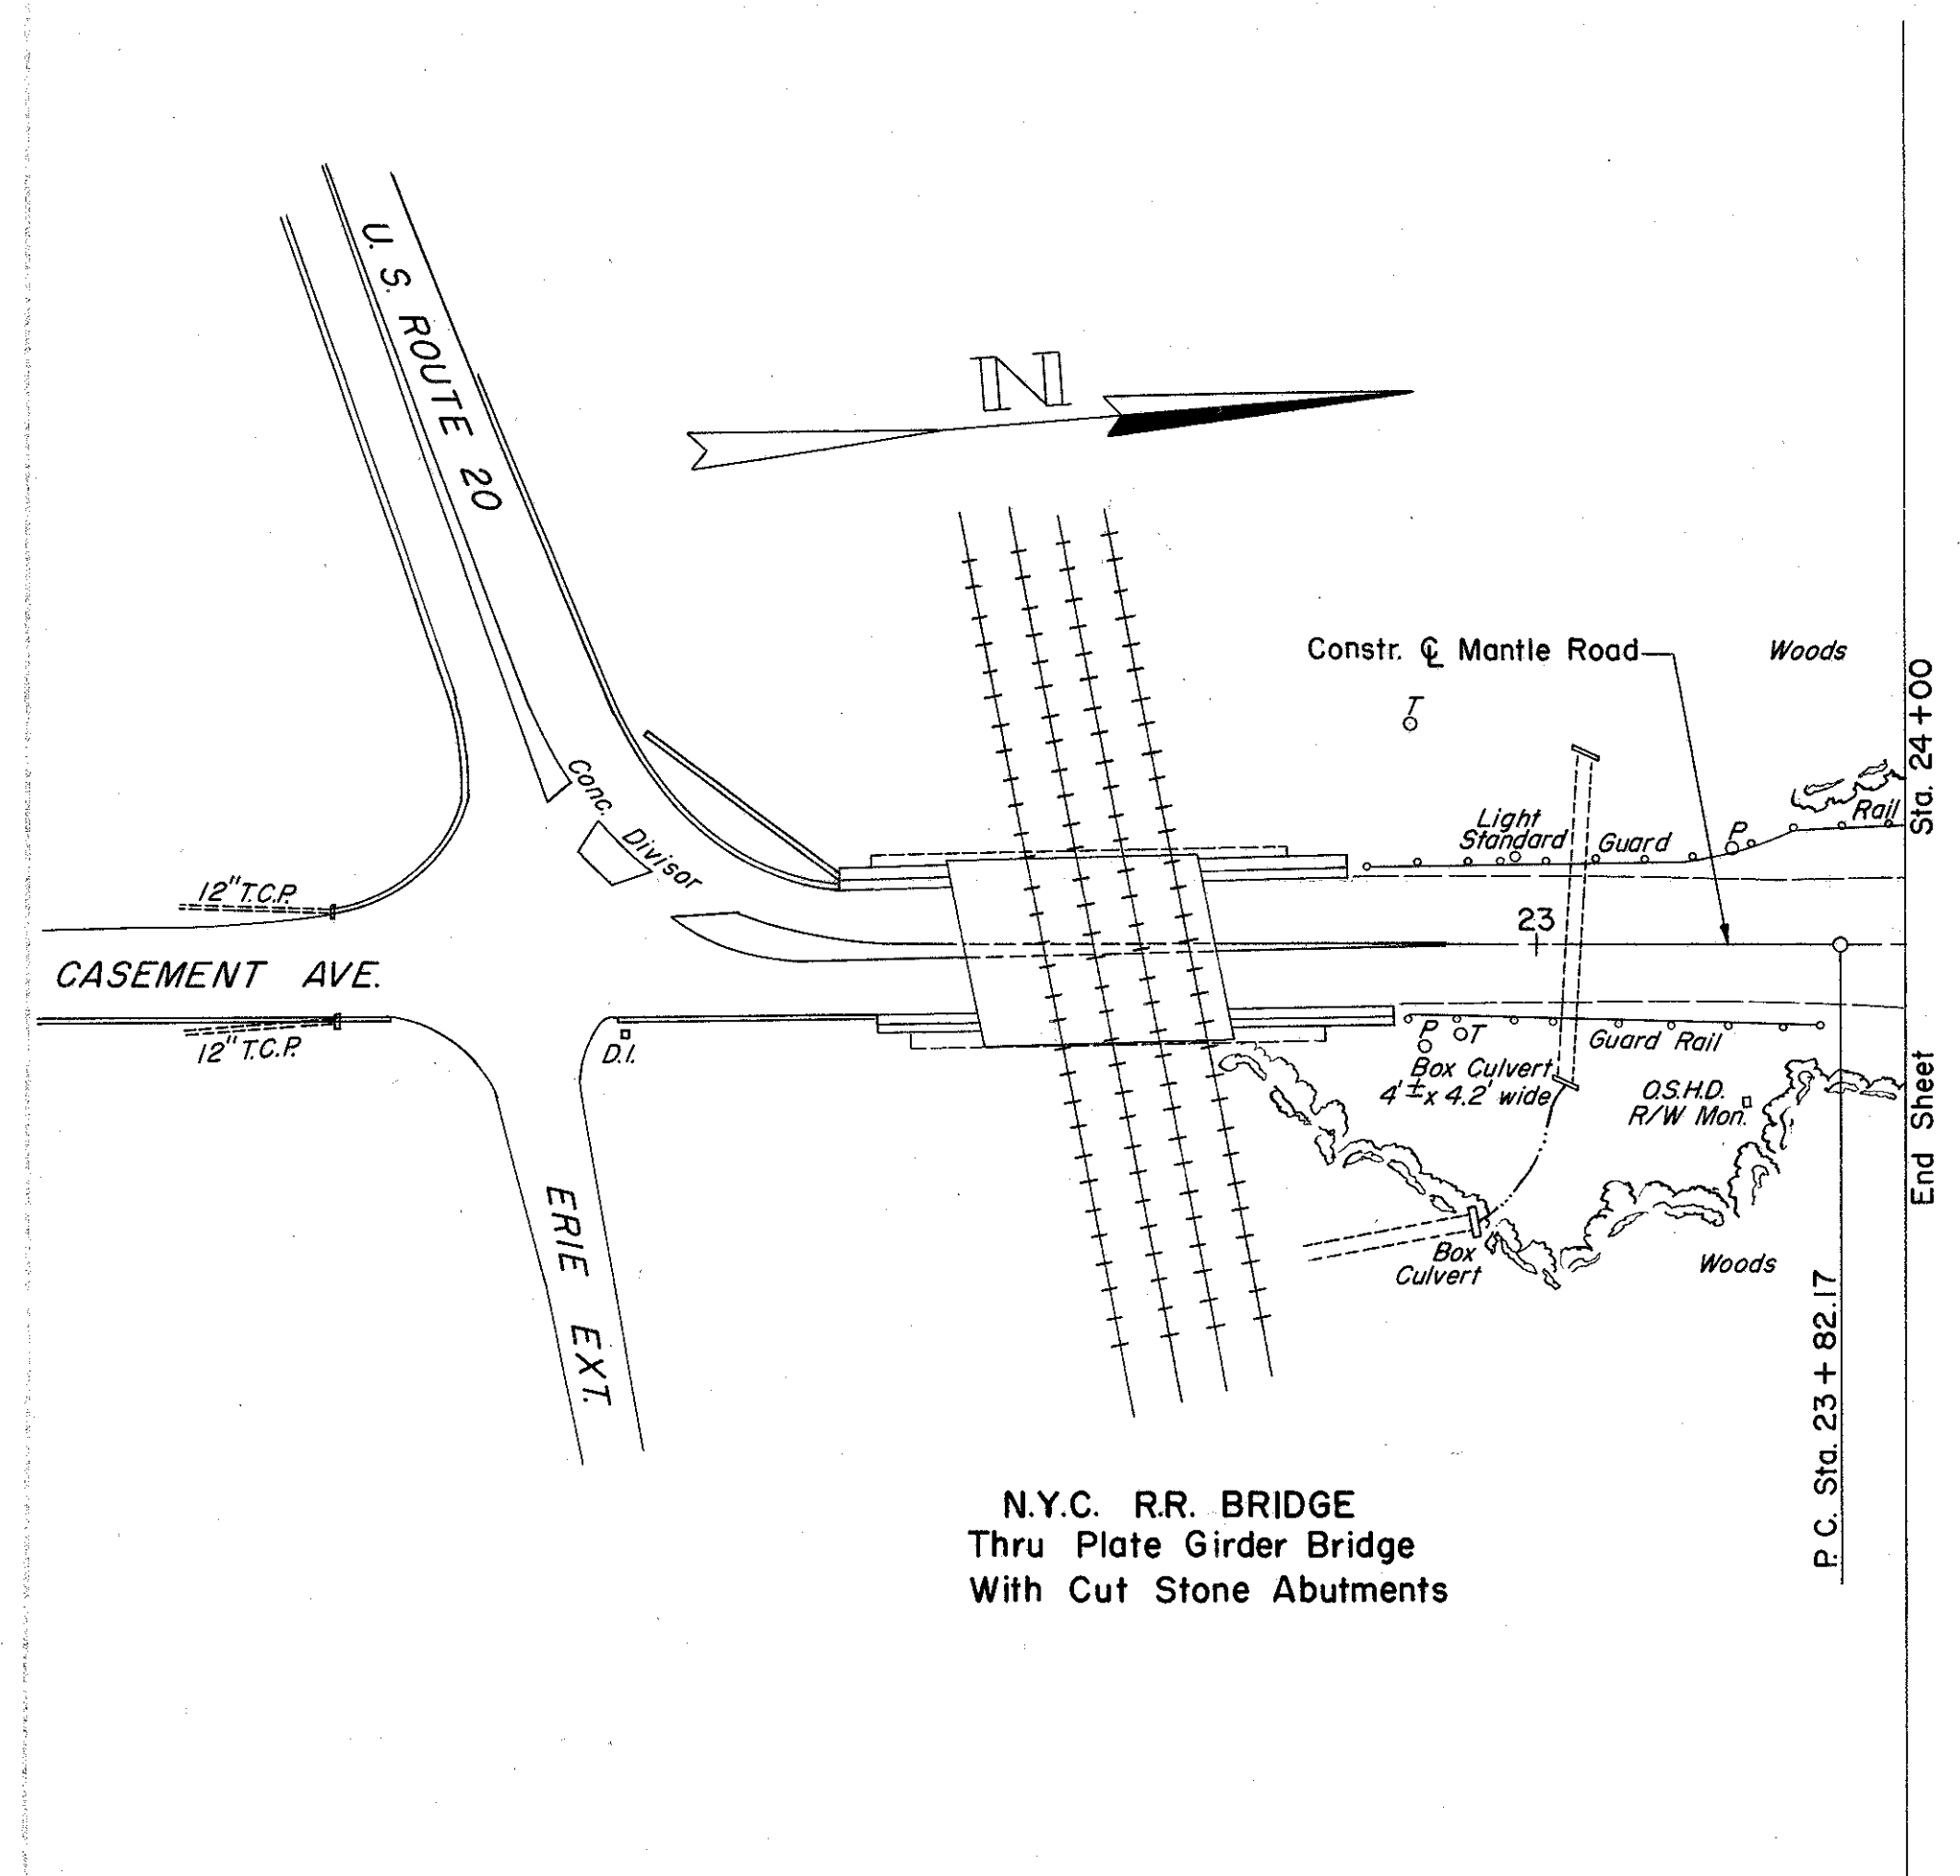 U. S. ROUTE 20
N
Constr. ℄ Mantle Road
Woods
T
Sta. 24 + 00
Conc. Divisor
Light
Standard
Guard
P
Rail
12" T.C.P.
23
CASEMENT AVE.
12" T.C.P.
D.I.
P
T
Guard Rail
Box Culvert
4' ± x 4.2' wide
O.S.H.D.
R/W Mon.
End Sheet
ERIE EXT.
Box
Culvert
Woods
P. C. Sta. 23 + 82.17
N.Y.C. R.R. BRIDGE
Thru Plate Girder Bridge
With Cut Stone Abutments